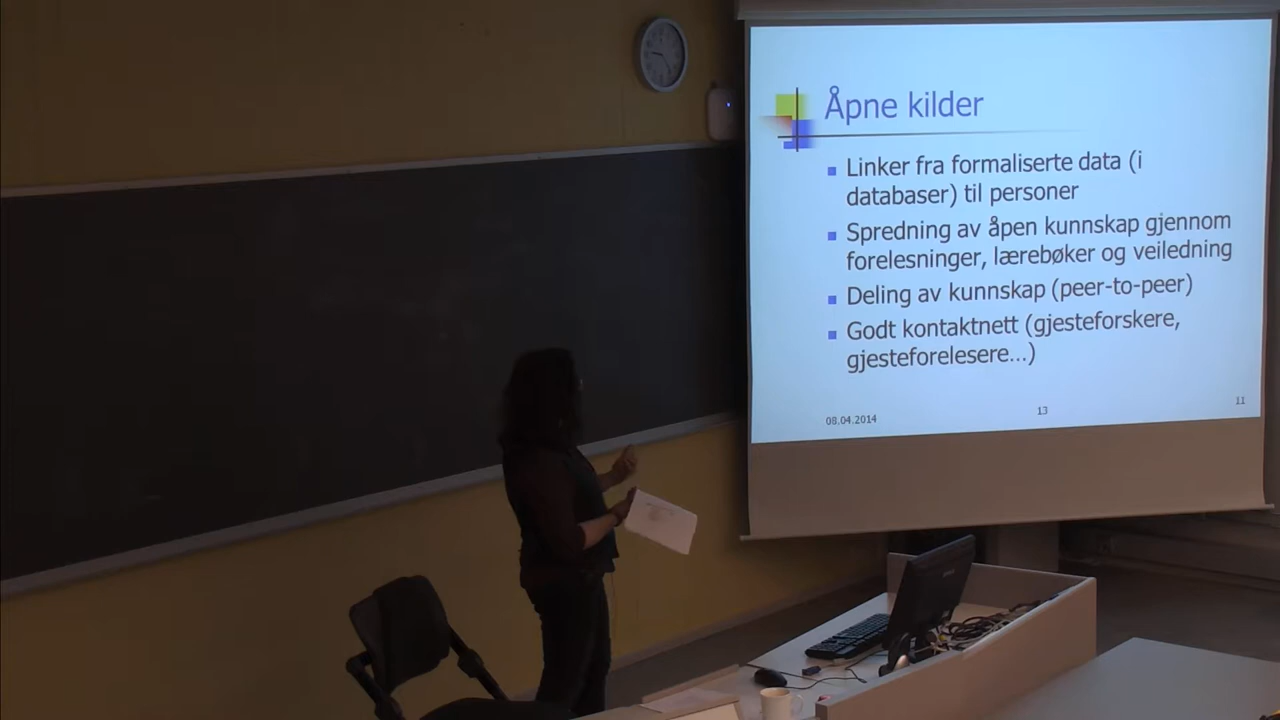 Åpne kilder
Linker fra formaliserte data (i
databaser) til personer
Spredning av åpen kunnskap gjennom
forelesninger, lærebøker og veiledning
Deling av kunnskap (peer-to-peer)
Godt kontaktnett (gjesteforskere,
gjesteforelesere...)
08.04.2014
13
11